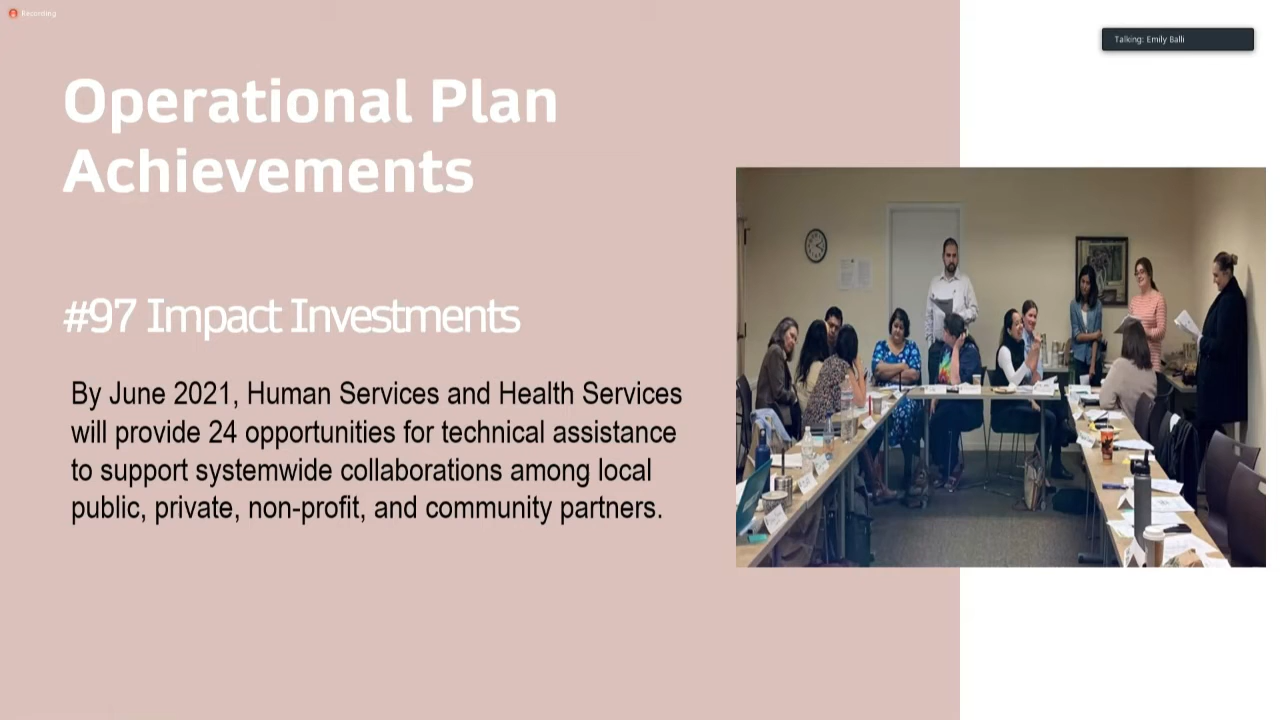 Recording
Talking: Emily Balli
Operational Plan
Achievements
#97 Impact Investments
By June 2021, Human Services and Health Services
will provide 24 opportunities for technical assistance
to support systemwide collaborations among local
public, private, non-profit, and community partners.